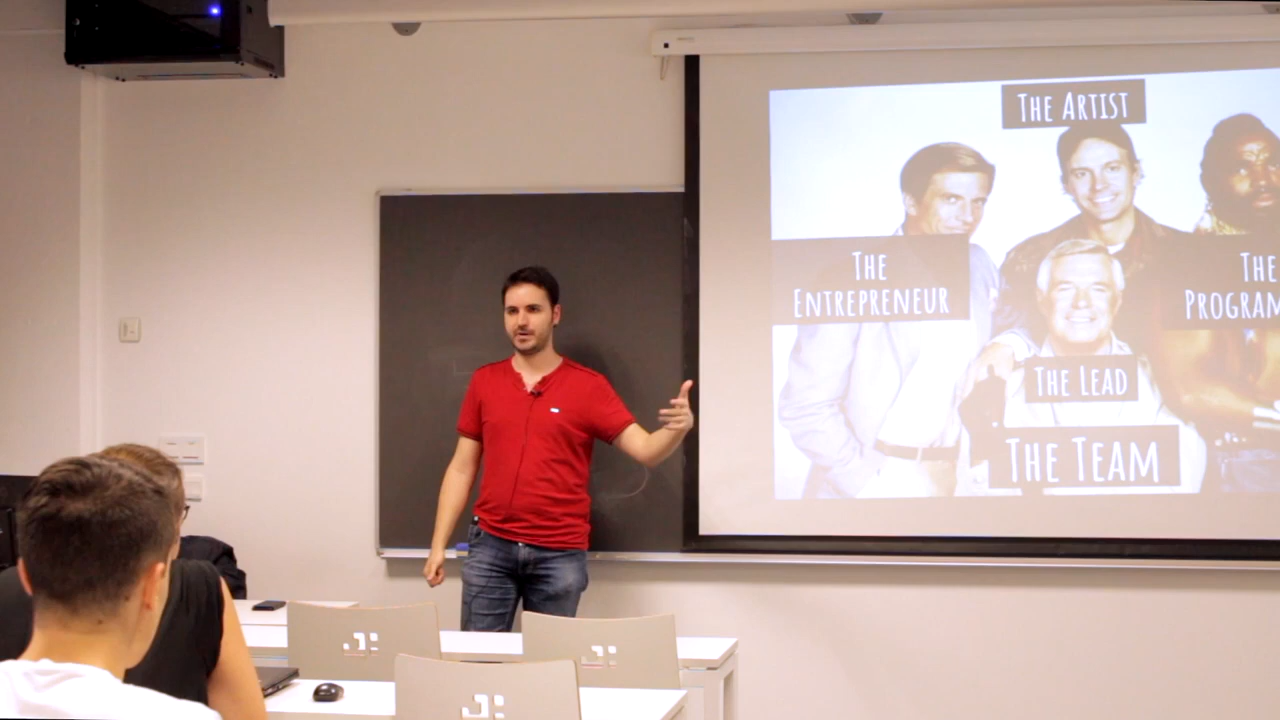 The Artist
The
Entrepreneur
The
Program
The Lead
The Team